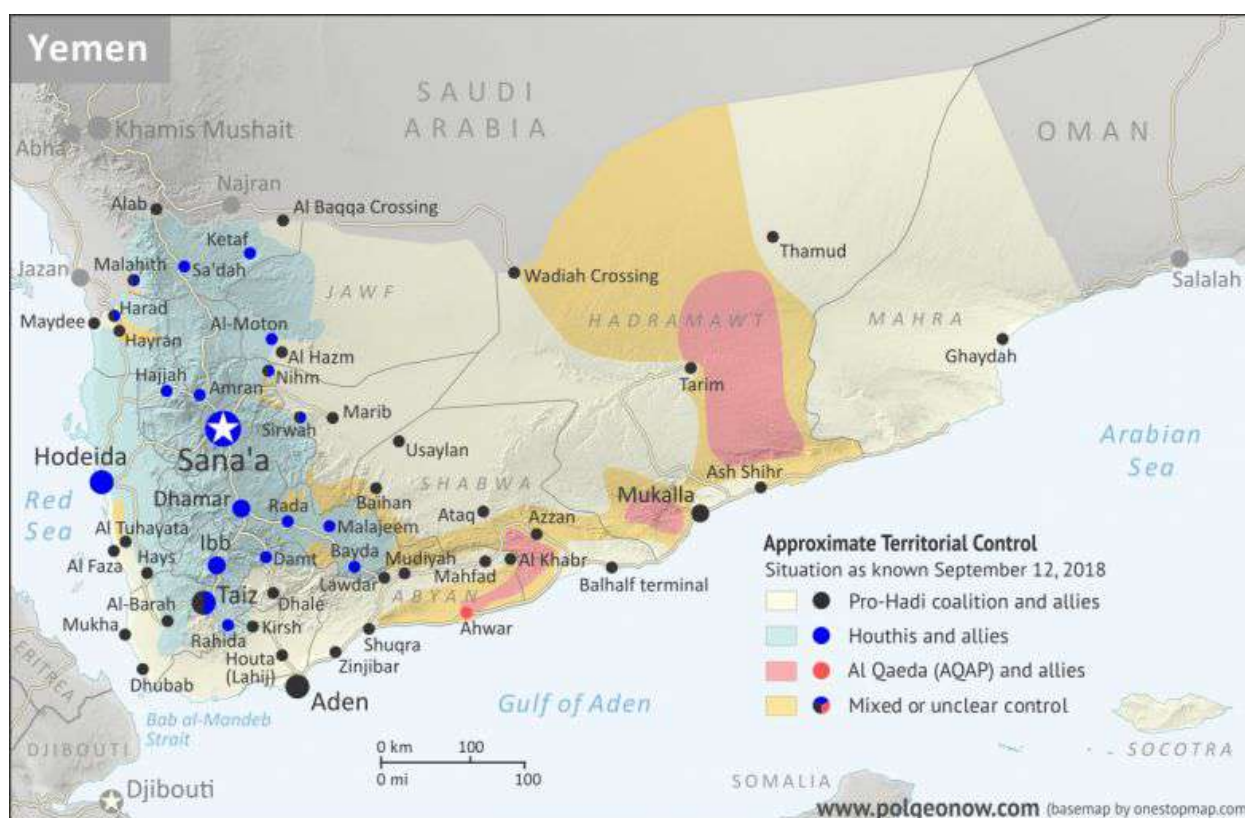 Yemen
SAUDI
ARABIA
OMAN
Khamis Mushait
Abha
Najran
Alab
Al Baqqa Crossing
Ketaf
Thamud
Malahith
Sa'dah
Wadiah Crossing
Jazan
Salalah
JAWF
Harad
HADRAMAWT
MAHRA
Maydee
Al-Moton
Hayran
Al Hazm
Ghaydah
Nihm
Hajjah
Amran
Tarim
Marib
Sirwah
Arabian
Sea
Usaylan
Hodeida
Sana'a
Ash Shihr
SHABWA
Mukalla
Red
Sea
Dhamar
Rada
Baihan
Ataq
Azzan
Al Tuhayata
Malajeem
Ibb
Bayda
Mudiyah
Al Khabr
Al Faza
Hays
Damt
Mahfad
Lawdar
Balhalf terminal
ABYAN
Al-Barah
Taiz
Dhale
Mukha
Rahida
Kirsh
Ahwar
Shuqra
Houta
(Lahij)
Zinjibar
Dhubab
Aden
ERITREA
Gulf of Aden
Bab al-Mandeb
Strait
DJIBOUTI
Djibouti
SOCOTRA
SOMALIA
Approximate Territorial Control
Situation as known September 12, 2018
Pro-Hadi coalition and allies
Houthis and allies
Al Qaeda (AQAP) and allies
Mixed or unclear control
0 km 100
0 mi 100
www.polgeonow.com (basemap by onestopmap.com